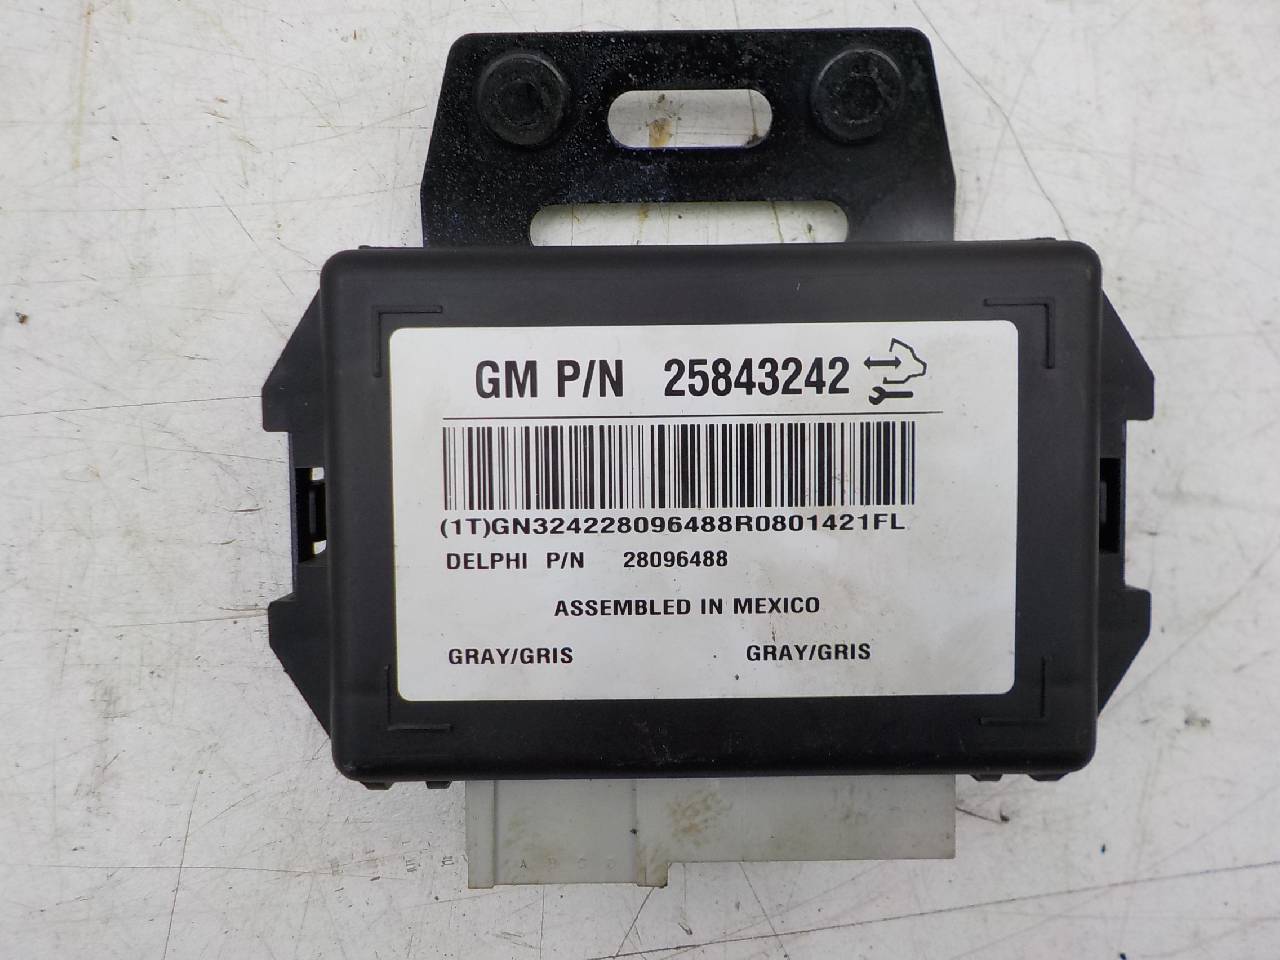 GM P/N 25843242
(1T)GN324228096488R0801421FL
DELPHI P/N 28096488
ASSEMBLED IN MEXICO
GRAY/GRIS GRAY/GRIS